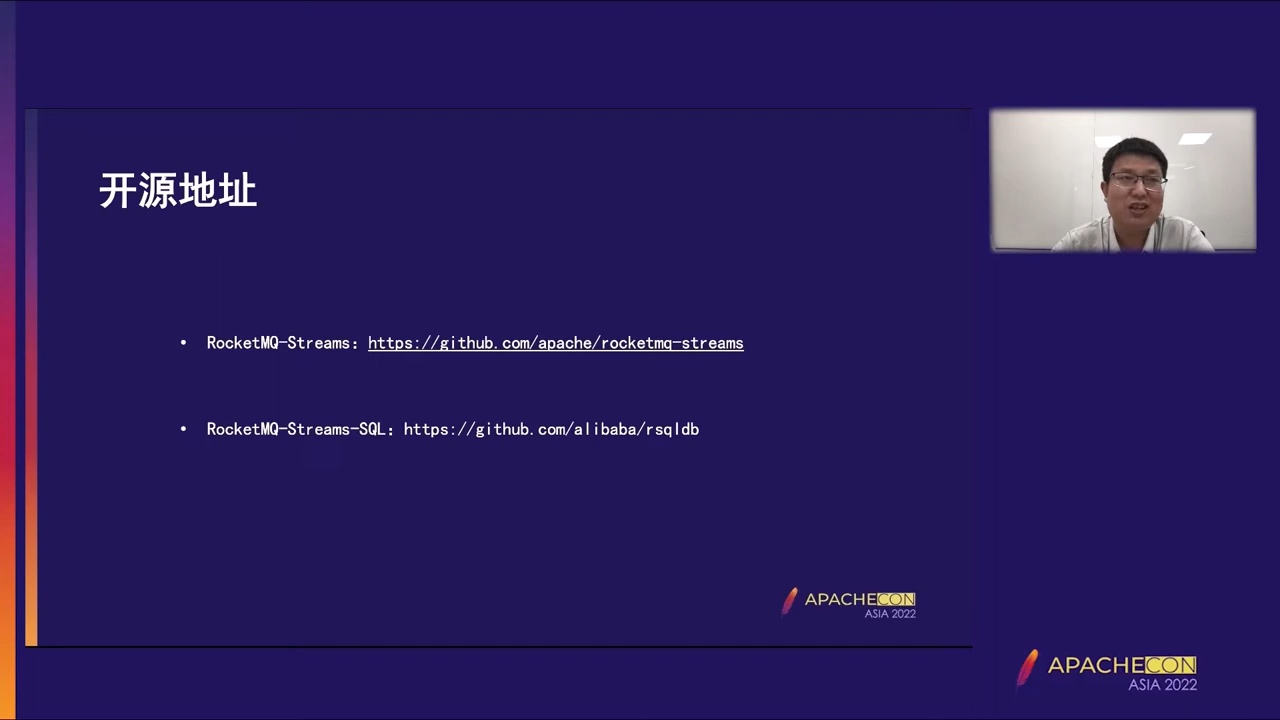 开源地址
• RocketMQ-Streams：https://github.com/apache/rocketmq-streams
• RocketMQ-Streams-SQL：https://github.com/alibaba/rsqldb
APACHECON
ASIA 2022
APACHECON
ASIA 2022